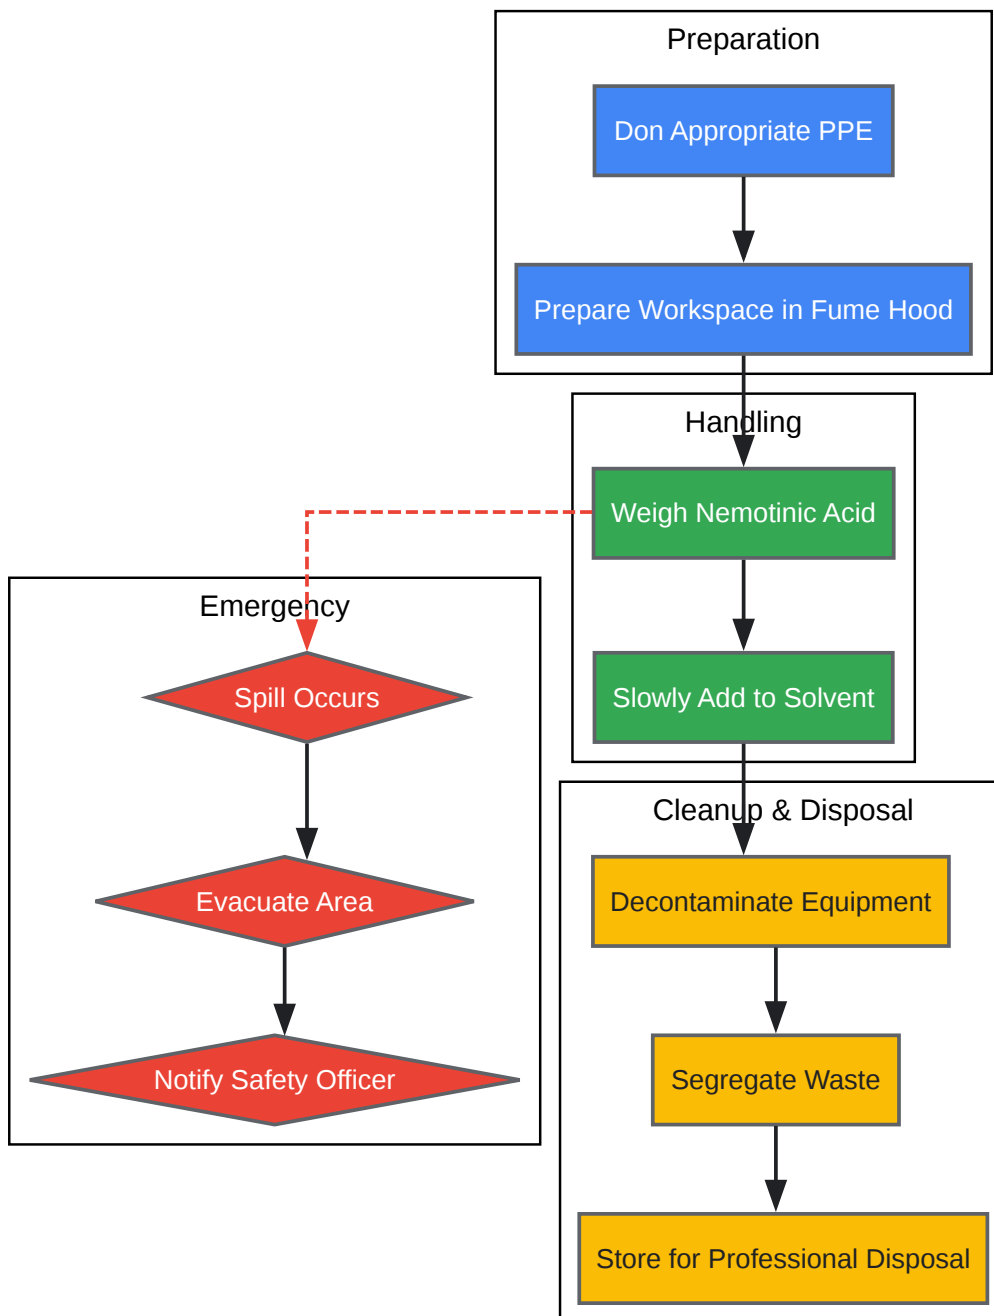 Preparation
Don Appropriate PPE
Prepare Workspace in Fume Hood
Handling
Weigh Nemotinic Acid
Slowly Add to Solvent
Emergency
Spill Occurs
Evacuate Area
Notify Safety Officer
Cleanup & Disposal
Decontaminate Equipment
Segregate Waste
Store for Professional Disposal